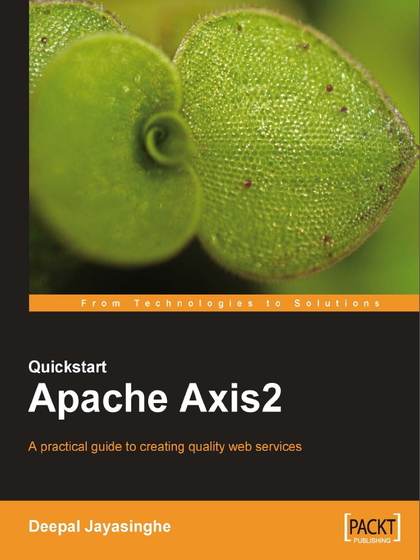 From Technologies to Solutions
Quickstart
Apache Axis2
A practical guide to creating quality web services
Deepal Jayasinghe
[PACKT]
PUBLISHING